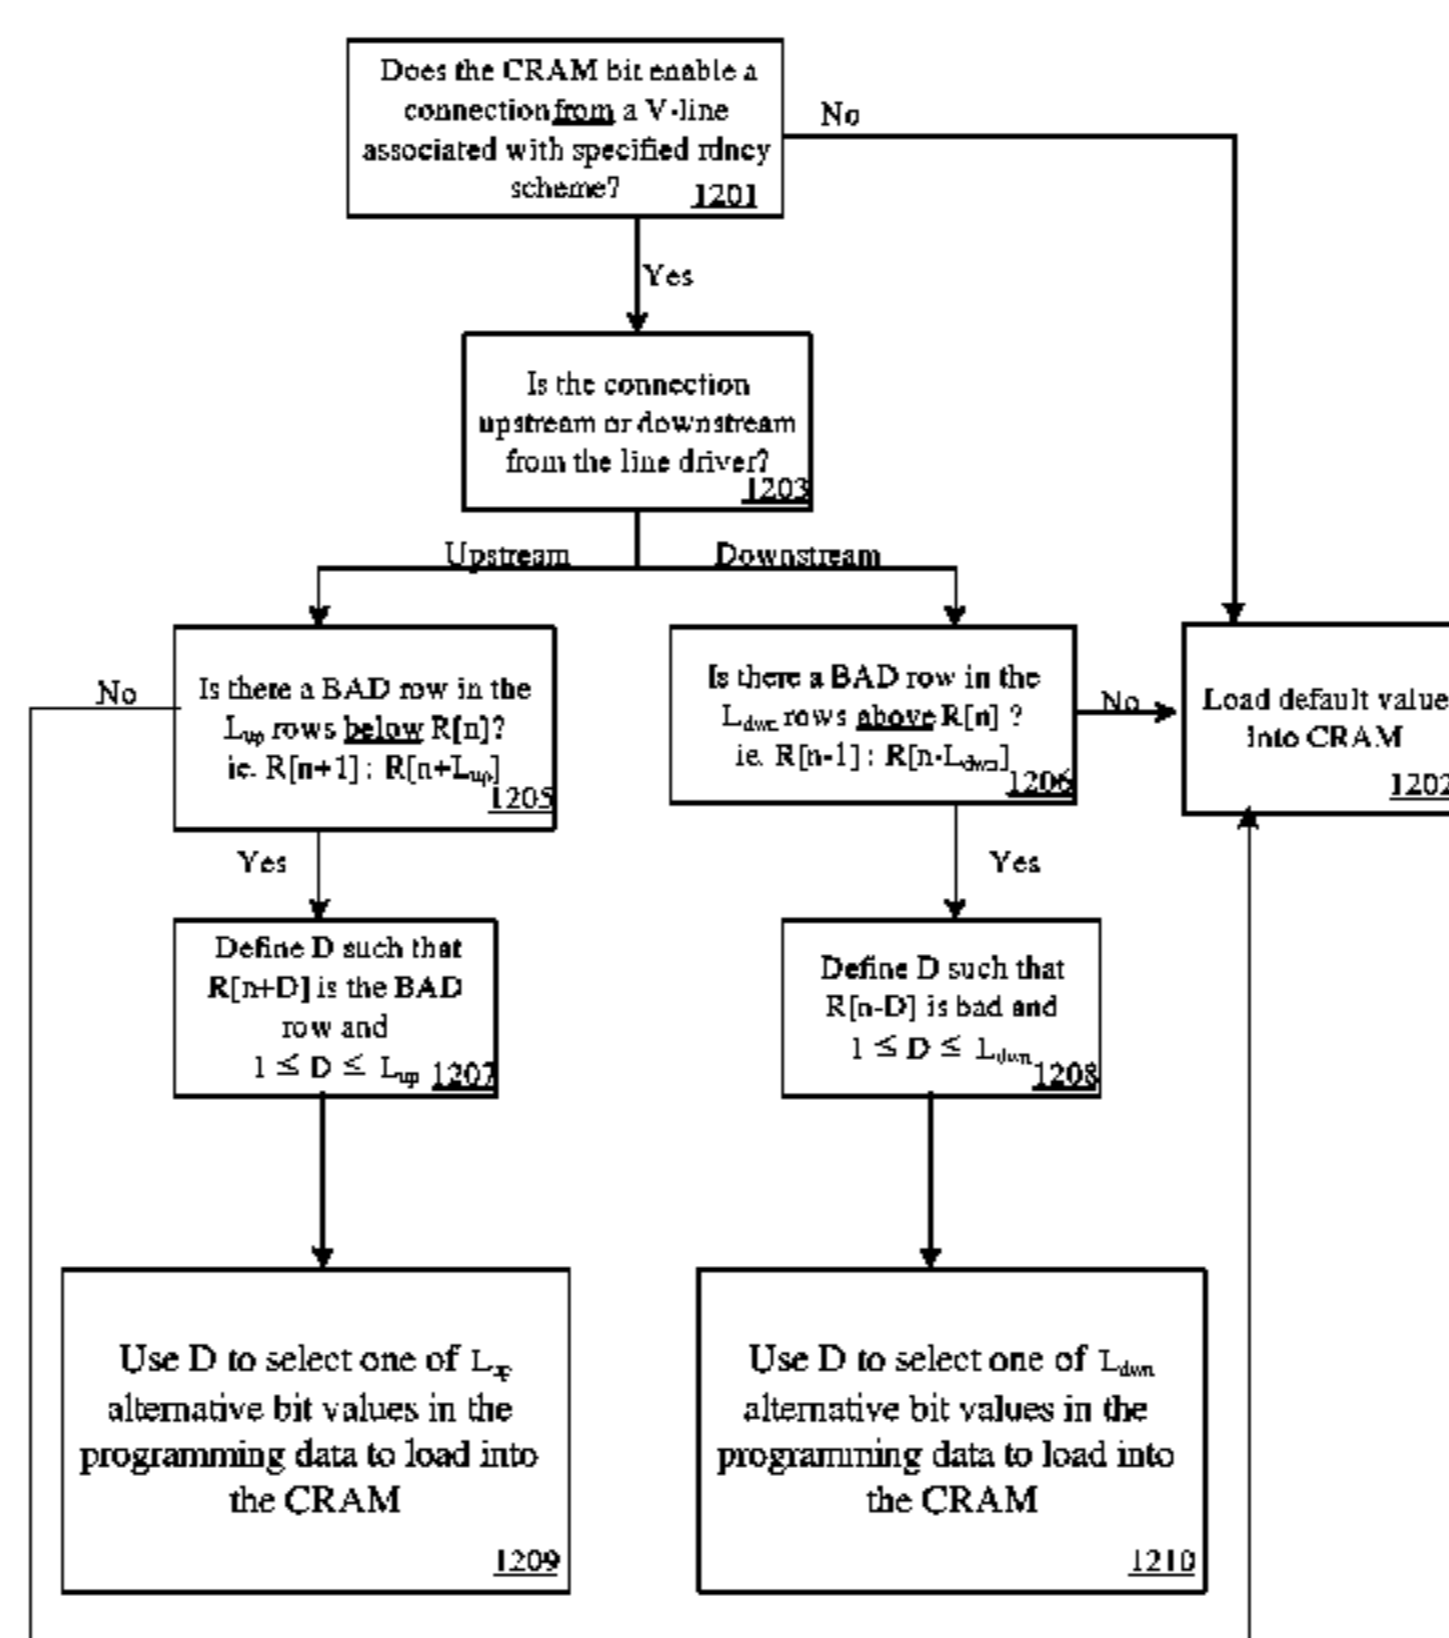 Does the CRAM bit enable a
connection from a V-line
associated with specified rdncy
scheme?
1201
No
Yes
Is the connection
upstream or downstream
from the line driver?
1203
Upstream
Downstream
No
Is there a BAD row in the
Lup rows below R[n]?
ie. R[n+1] : R[n+Lup]
1205
Is there a BAD row in the
Ldwn rows above R[n] ?
ie. R[n-1] : R[n-Ldwn]
1206
No
Load default value
into CRAM
1202
Yes
Yes
Define D such that
R[n+D] is the BAD
row and
1 ≤ D ≤ Lup
1207
Define D such that
R[n-D] is bad and
1 ≤ D ≤ Ldwn
1208
Use D to select one of Lup
alternative bit values in the
programming data to load into
the CRAM
1209
Use D to select one of Ldwn
alternative bit values in the
programming data to load into
the CRAM
1210